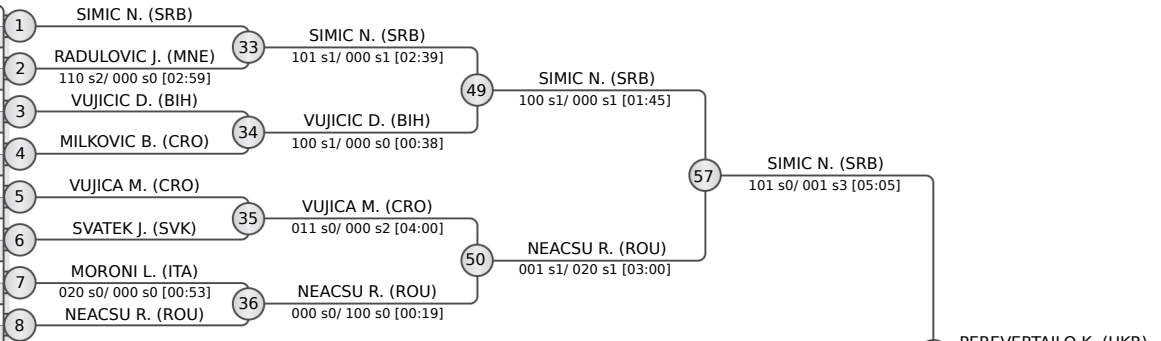 SIMIC N. (SRB)
1
SIMIC N. (SRB)
33
101 s1/ 000 s1 [02:39]
RADULOVIC J. (MNE)
2
110 s2/ 000 s0 [02:59]
SIMIC N. (SRB)
49
100 s1/ 000 s1 [01:45]
VUJICIC D. (BIH)
3
VUJICIC D. (BIH)
34
100 s1/ 000 s0 [00:38]
MILKOVIC B. (CRO)
4
SIMIC N. (SRB)
57
101 s0/ 001 s3 [05:05]
VUJICA M. (CRO)
5
VUJICA M. (CRO)
35
011 s0/ 000 s2 [04:00]
SVATEK J. (SVK)
6
NEACSU R. (ROU)
50
001 s1/ 020 s1 [03:00]
MORONI L. (ITA)
7
020 s0/ 000 s0 [00:53]
NEACSU R. (ROU)
36
000 s0/ 100 s0 [00:19]
NEACSU R. (ROU)
8
PEREVERTAILO K. (UKR)